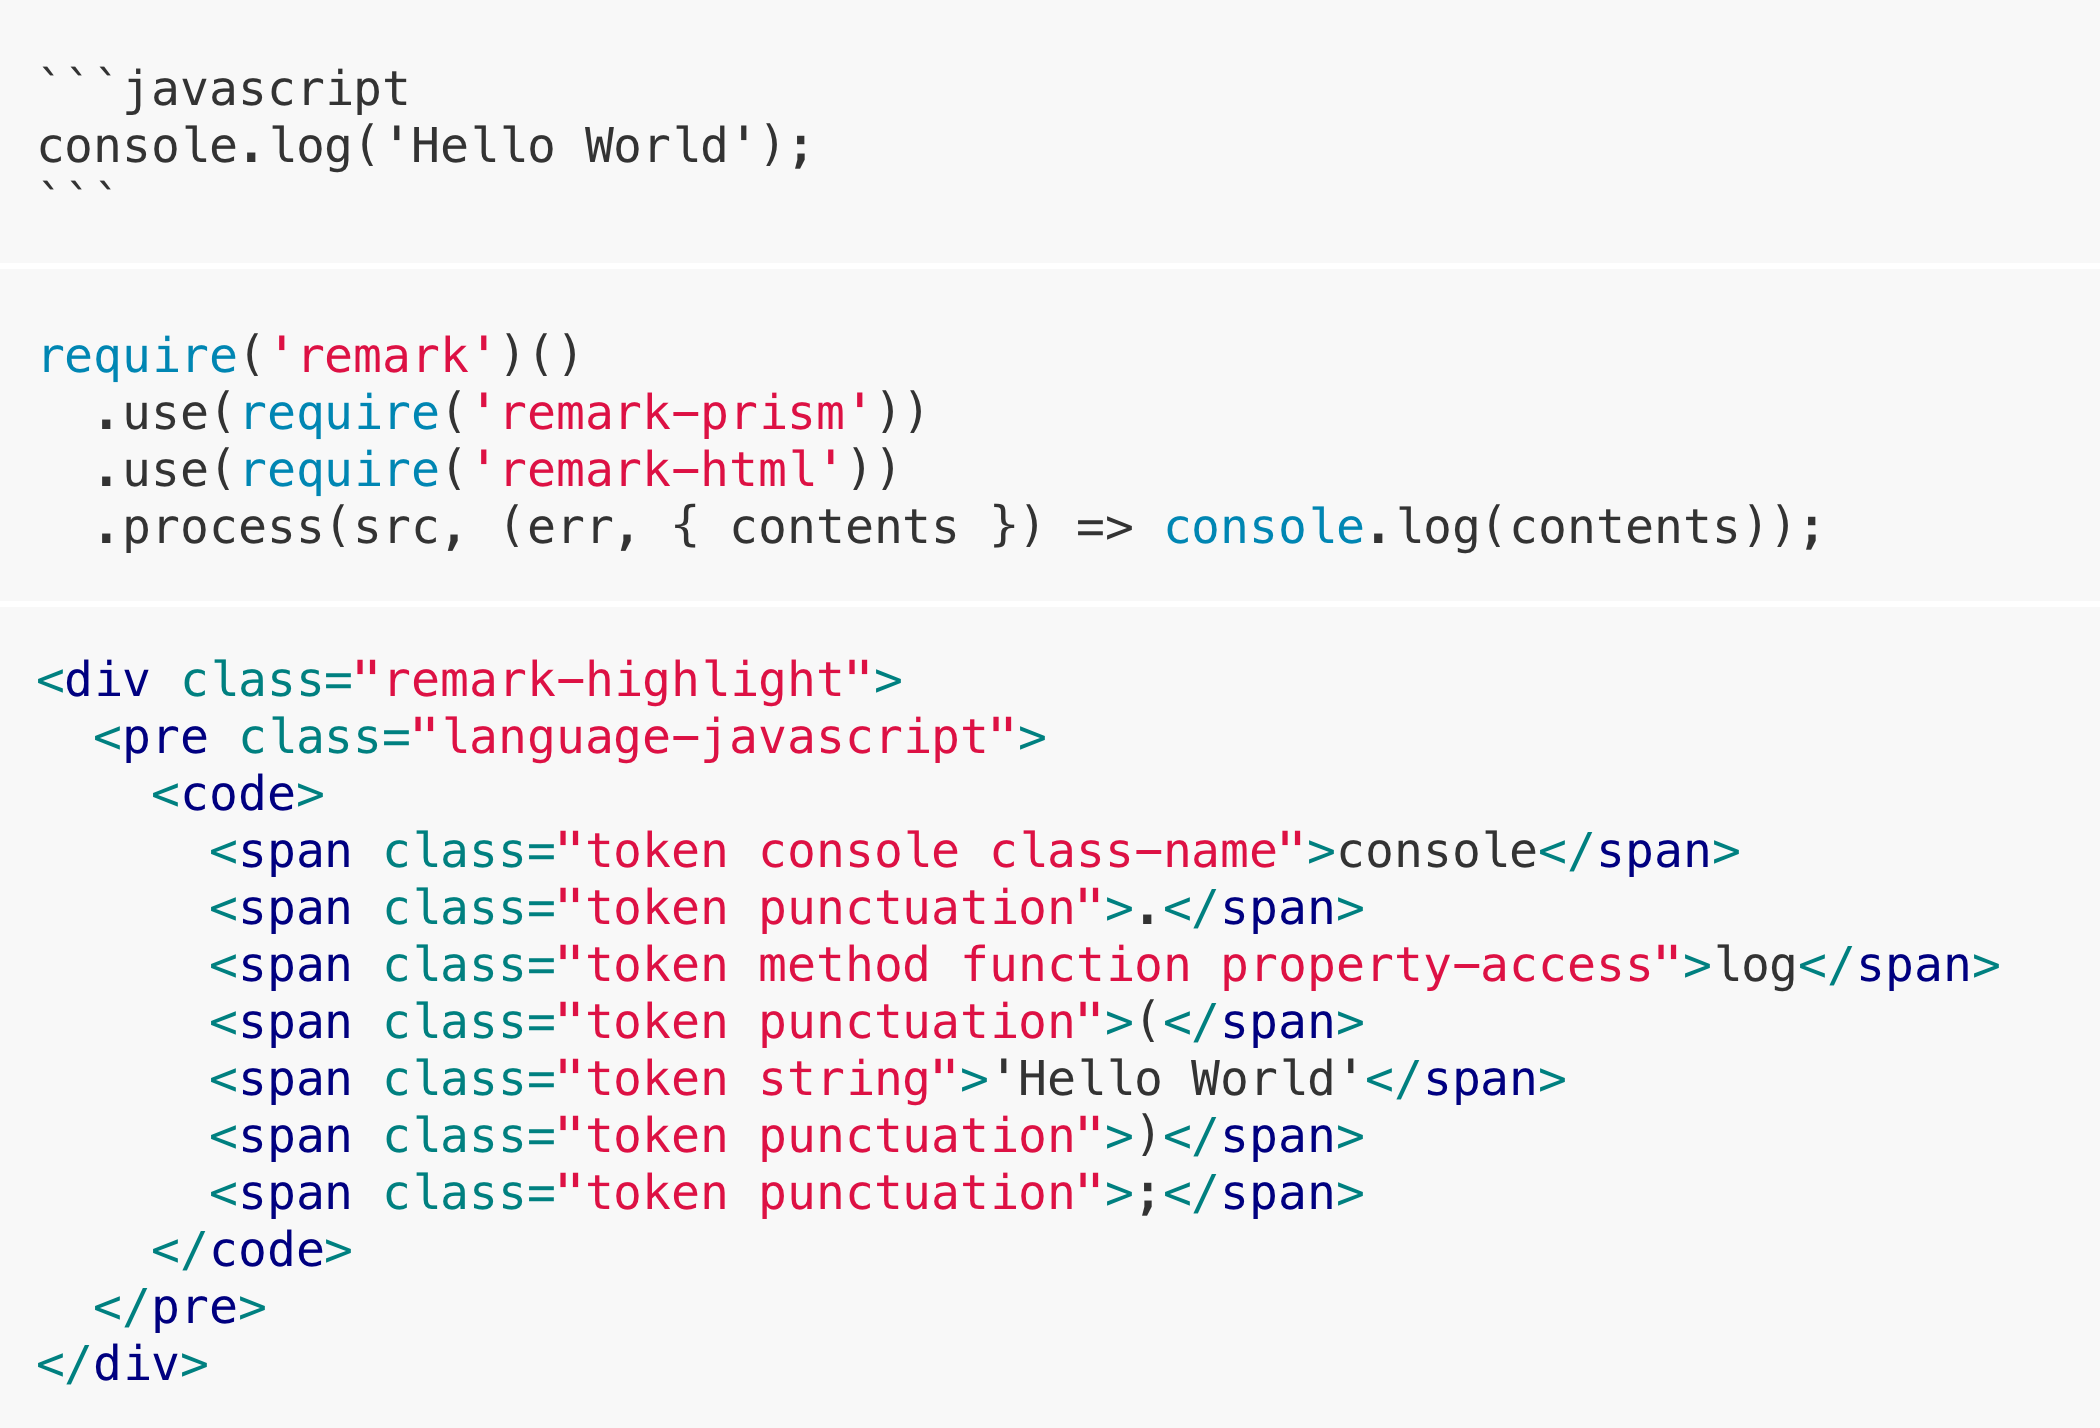 ```javascript
console.log('Hello World');
```
require('remark')()
  .use(require('remark-prism'))
  .use(require('remark-html'))
  .process(src, (err, { contents }) => console.log(contents));
<div class="remark-highlight">
  <pre class="language-javascript">
    <code>
      <span class="token console class-name">console</span>
      <span class="token punctuation">.</span>
      <span class="token method function property-access">log</span>
      <span class="token punctuation">(</span>
      <span class="token string">'Hello World'</span>
      <span class="token punctuation">)</span>
      <span class="token punctuation">;</span>
    </code>
  </pre>
</div>